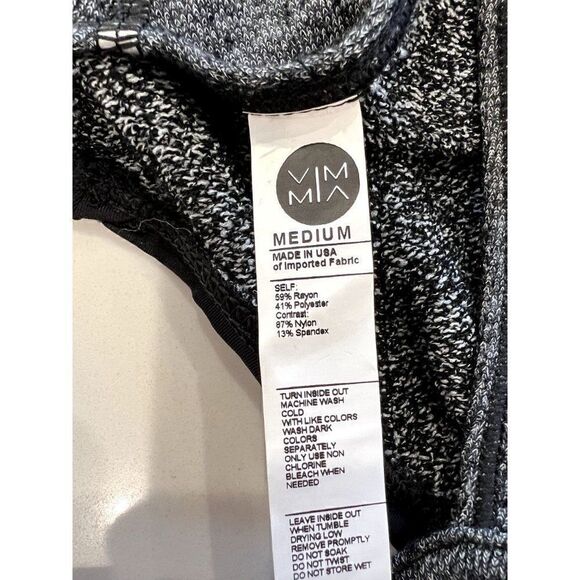 VIM
MIA
MEDIUM
MADE IN USA
of Imported Fabric
SELF:
59% Rayon
41% Polyester
Contrast:
87% Nylon
13% Spandex
TURN INSIDE OUT
MACHINE WASH
COLD
WITH LIKE COLORS
WASH DARK
COLORS
SEPARATELY
ONLY USE NON
CHLORINE
BLEACH WHEN
NEEDED
LEAVE INSIDE OUT
WHEN TUMBLE
DRYING LOW
REMOVE PROMPTLY
DO NOT SOAK
DO NOT TWIST
DO NOT STORE WET